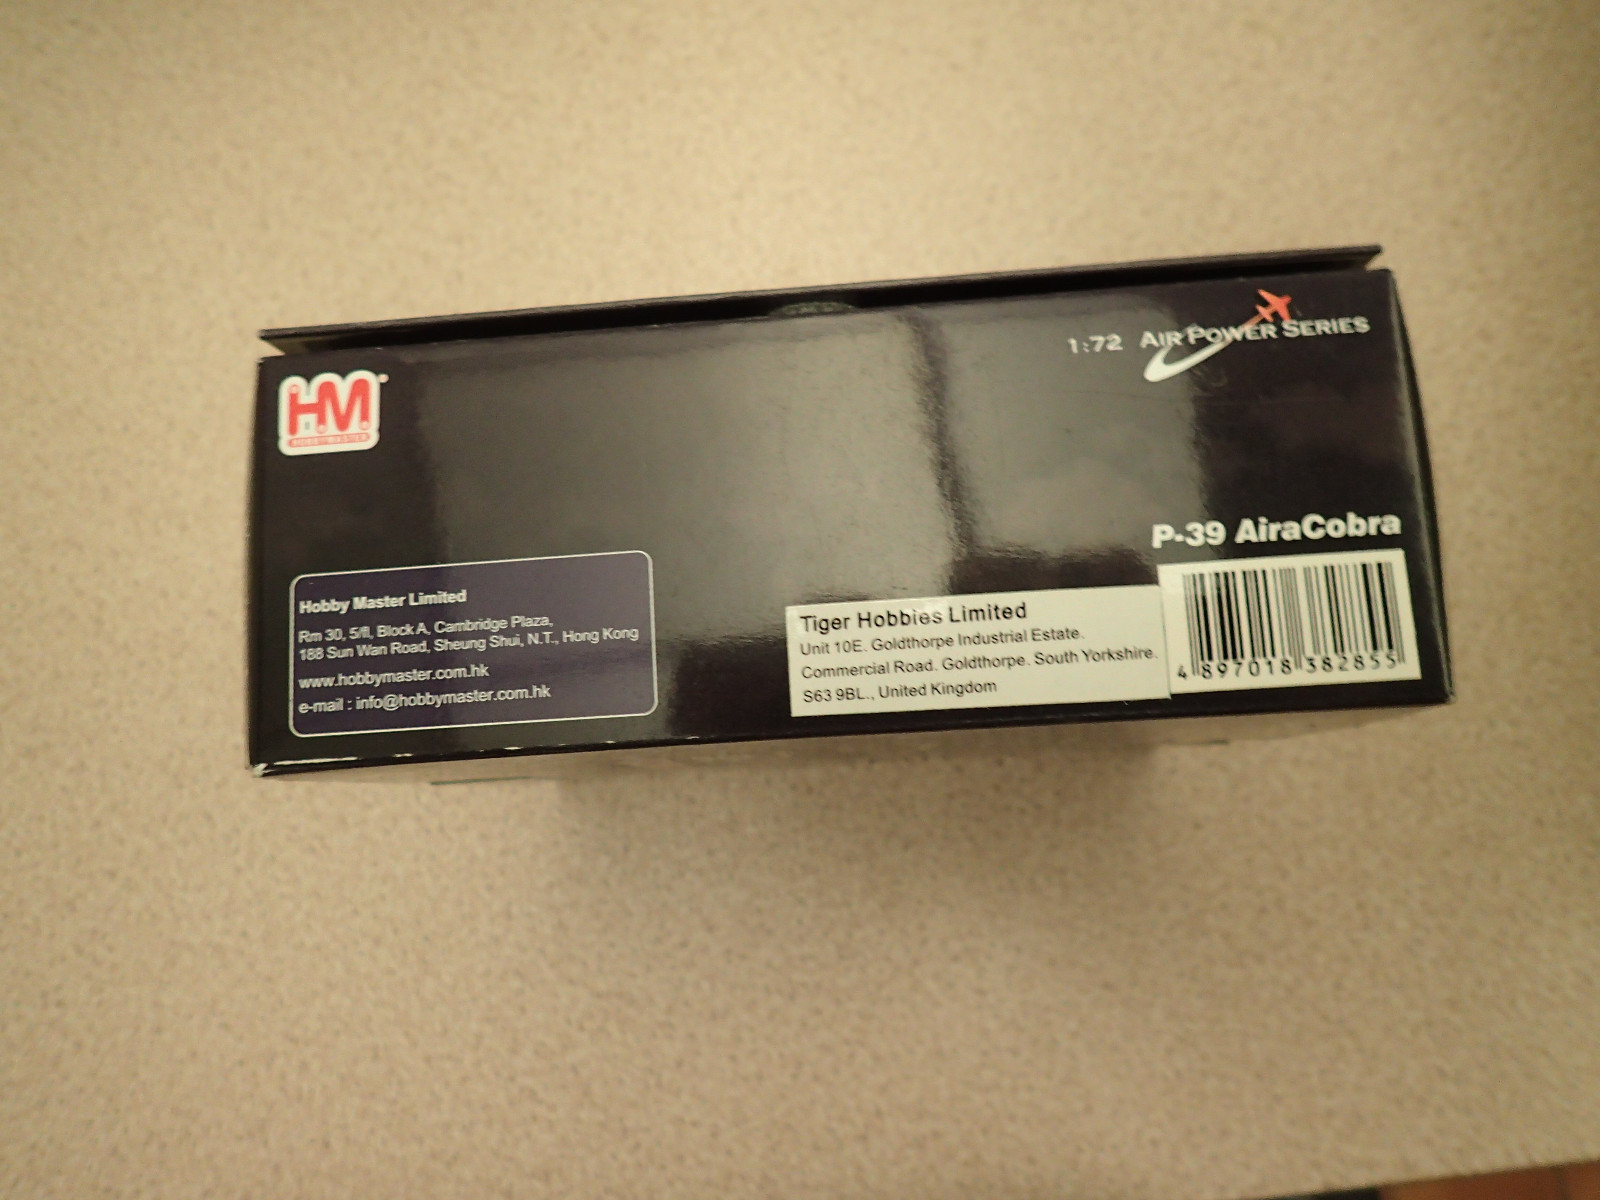 HM
HOBBYMASTER
1:72 AIR POWER SERIES
P-39 AiraCobra
Hobby Master Limited
Rm 30, 5/fl, Block A, Cambridge Plaza,
188 Sun Wan Road, Sheung Shui, N.T., Hong Kong
www.hobbymaster.com.hk
e-mail : info@hobbymaster.com.hk
Tiger Hobbies Limited
Unit 10E. Goldthorpe Industrial Estate.
Commercial Road. Goldthorpe. South Yorkshire.
S63 9BL., United Kingdom
4 897018 382855